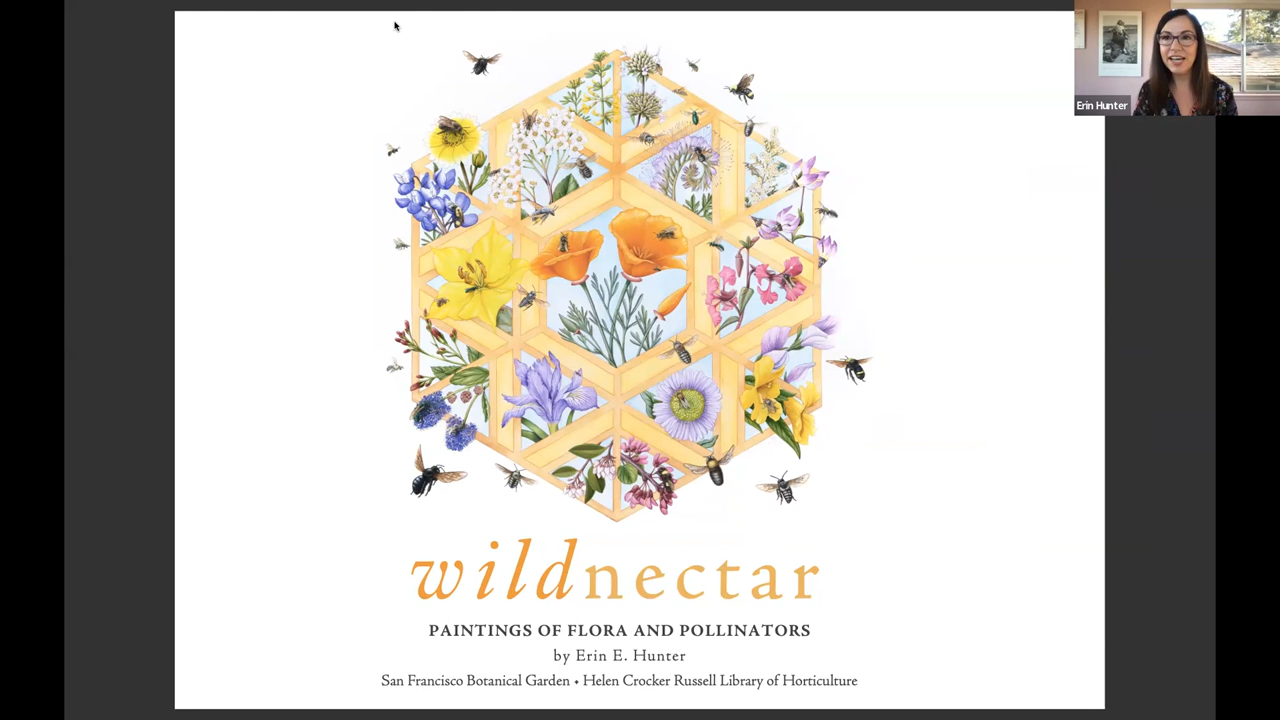 Erin Hunter
wildnectar
PAINTINGS OF FLORA AND POLLINATORS
by Erin E. Hunter
San Francisco Botanical Garden • Helen Crocker Russell Library of Horticulture